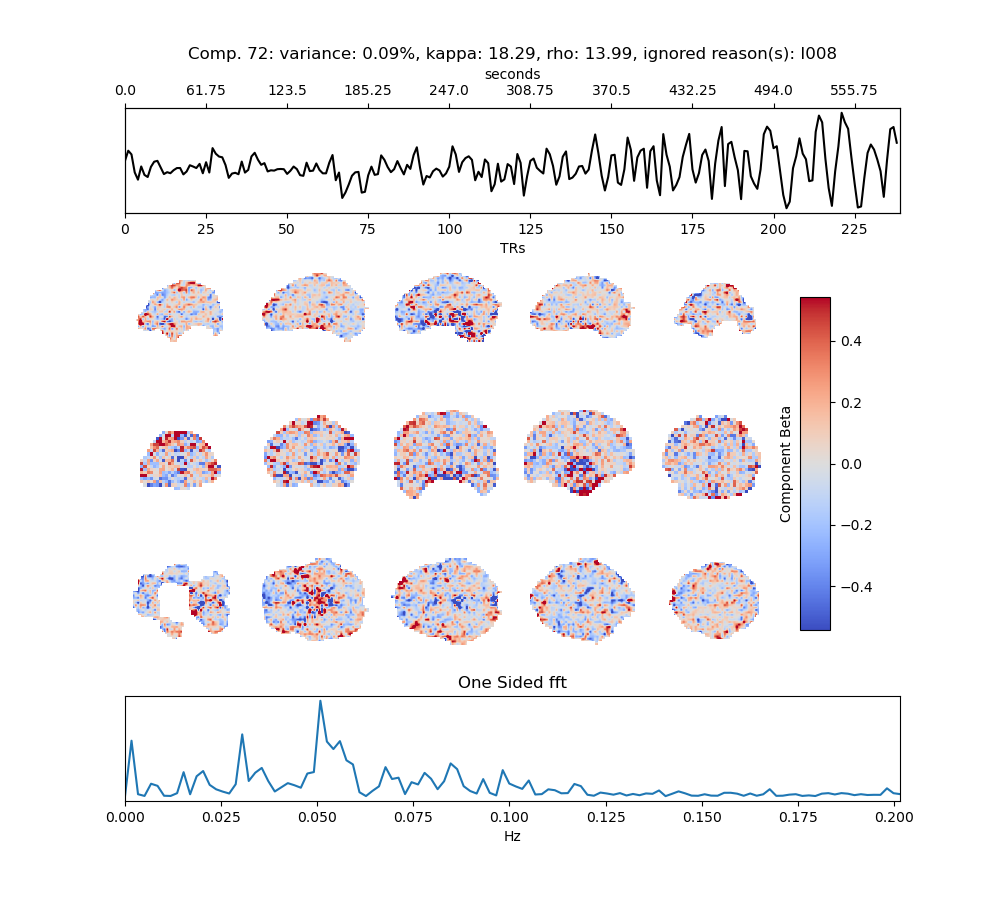 Comp. 72: variance: 0.09%, kappa: 18.29, rho: 13.99, ignored reason(s): I008
seconds
0.0 61.75 123.5 185.25 247.0 308.75 370.5 432.25 494.0 555.75
0 25 50 75 100 125 150 175 200 225
TRs
0.4
0.2
0.0
−0.2
−0.4
Component Beta
One Sided fft
0.000 0.025 0.050 0.075 0.100 0.125 0.150 0.175 0.200
Hz